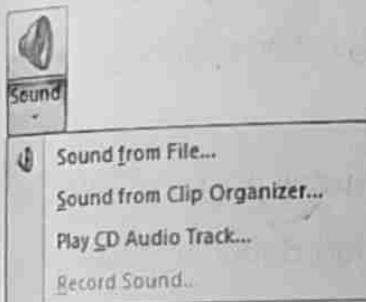 Sound
Sound from File...
Sound from Clip Organizer...
Play CD Audio Track...
Record Sound...